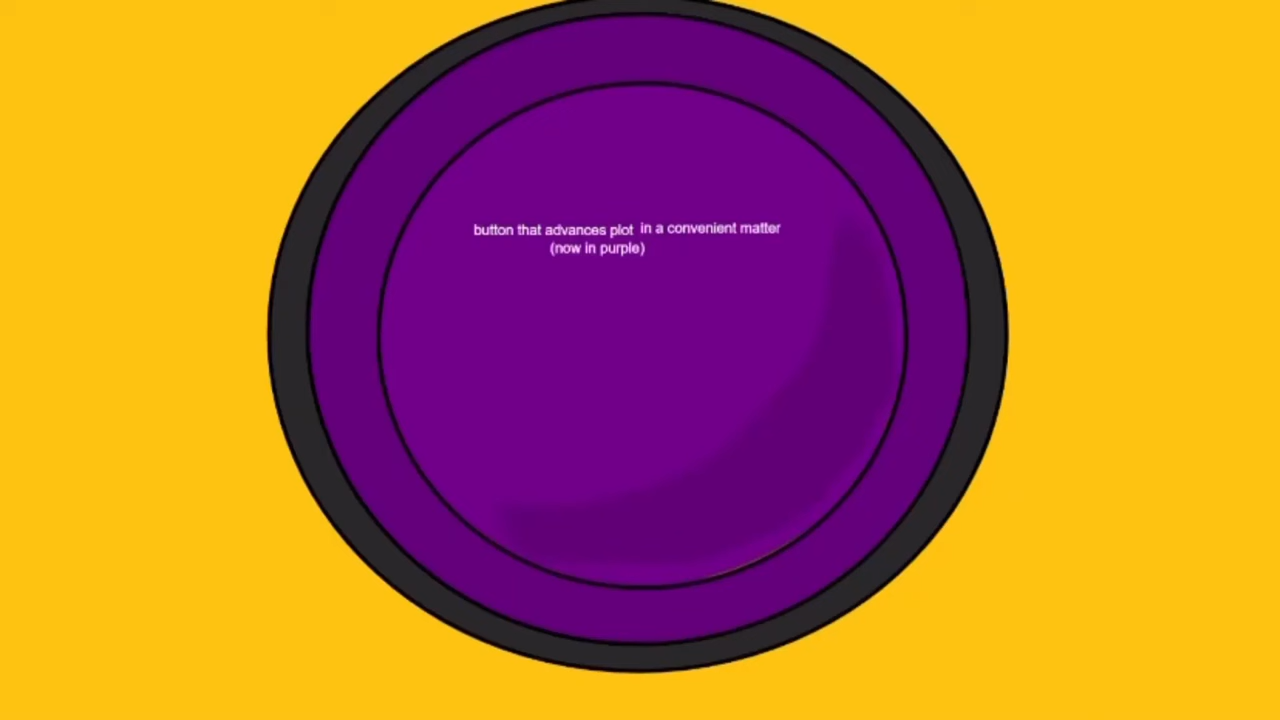 button that advances plot in a convenient matter
(now in purple)